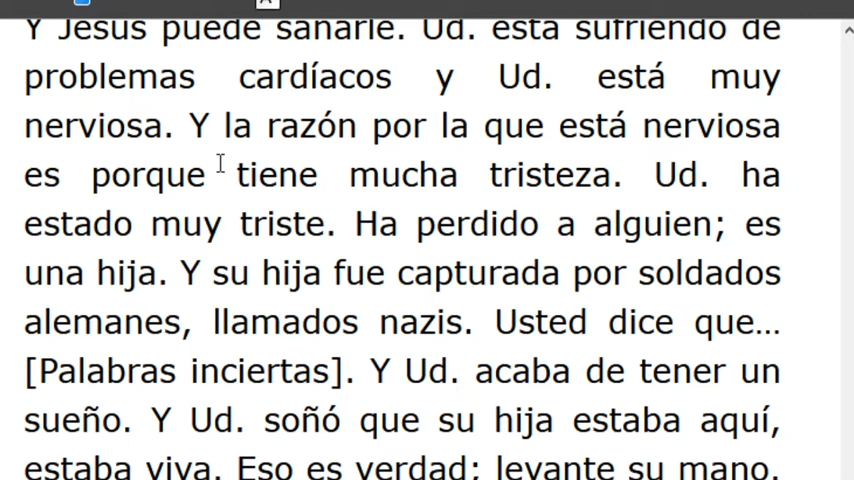 Y Jesús puede sanarle. Ud. está sufriendo de
problemas cardíacos y Ud. está muy
nerviosa. Y la razón por la que está nerviosa
es porque tiene mucha tristeza. Ud. ha
estado muy triste. Ha perdido a alguien; es
una hija. Y su hija fue capturada por soldados
alemanes, llamados nazis. Usted dice que…
[Palabras inciertas]. Y Ud. acaba de tener un
sueño. Y Ud. soñó que su hija estaba aquí,
estaba viva. Eso es verdad; levante su mano.